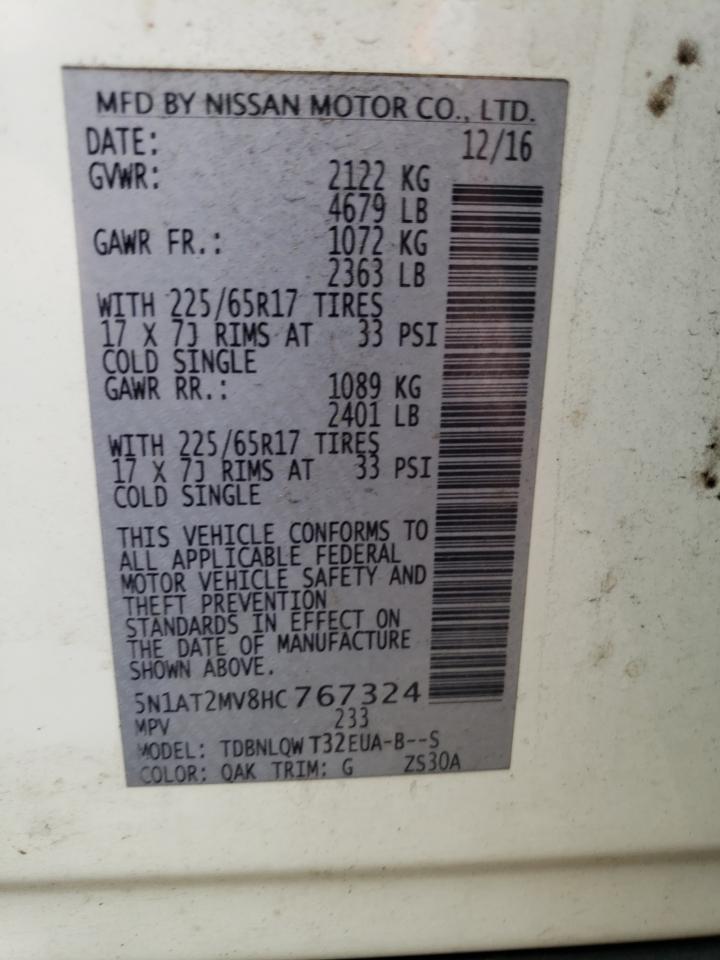 MFD BY NISSAN MOTOR CO., LTD.
DATE: 12/16
GVWR: 2122 KG
4679 LB
GAWR FR.: 1072 KG
2363 LB
WITH 225/65R17 TIRES
17 X 7J RIMS AT 33 PSI
COLD SINGLE
GAWR RR.: 1089 KG
2401 LB
WITH 225/65R17 TIRES
17 X 7J RIMS AT 33 PSI
COLD SINGLE
THIS VEHICLE CONFORMS TO
ALL APPLICABLE FEDERAL
MOTOR VEHICLE SAFETY AND
THEFT PREVENTION
STANDARDS IN EFFECT ON
THE DATE OF MANUFACTURE
SHOWN ABOVE.
5N1AT2MV8HC767324
MPV 233
MODEL: TDBNLQW T32EUA-B--S
COLOR: QAK TRIM: G ZS30A